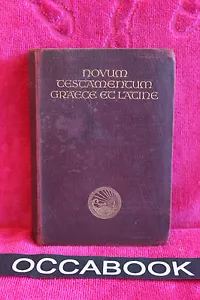 NOVUM
TESTAMENTUM
GRAECE ET LATINE
OCCABOOK